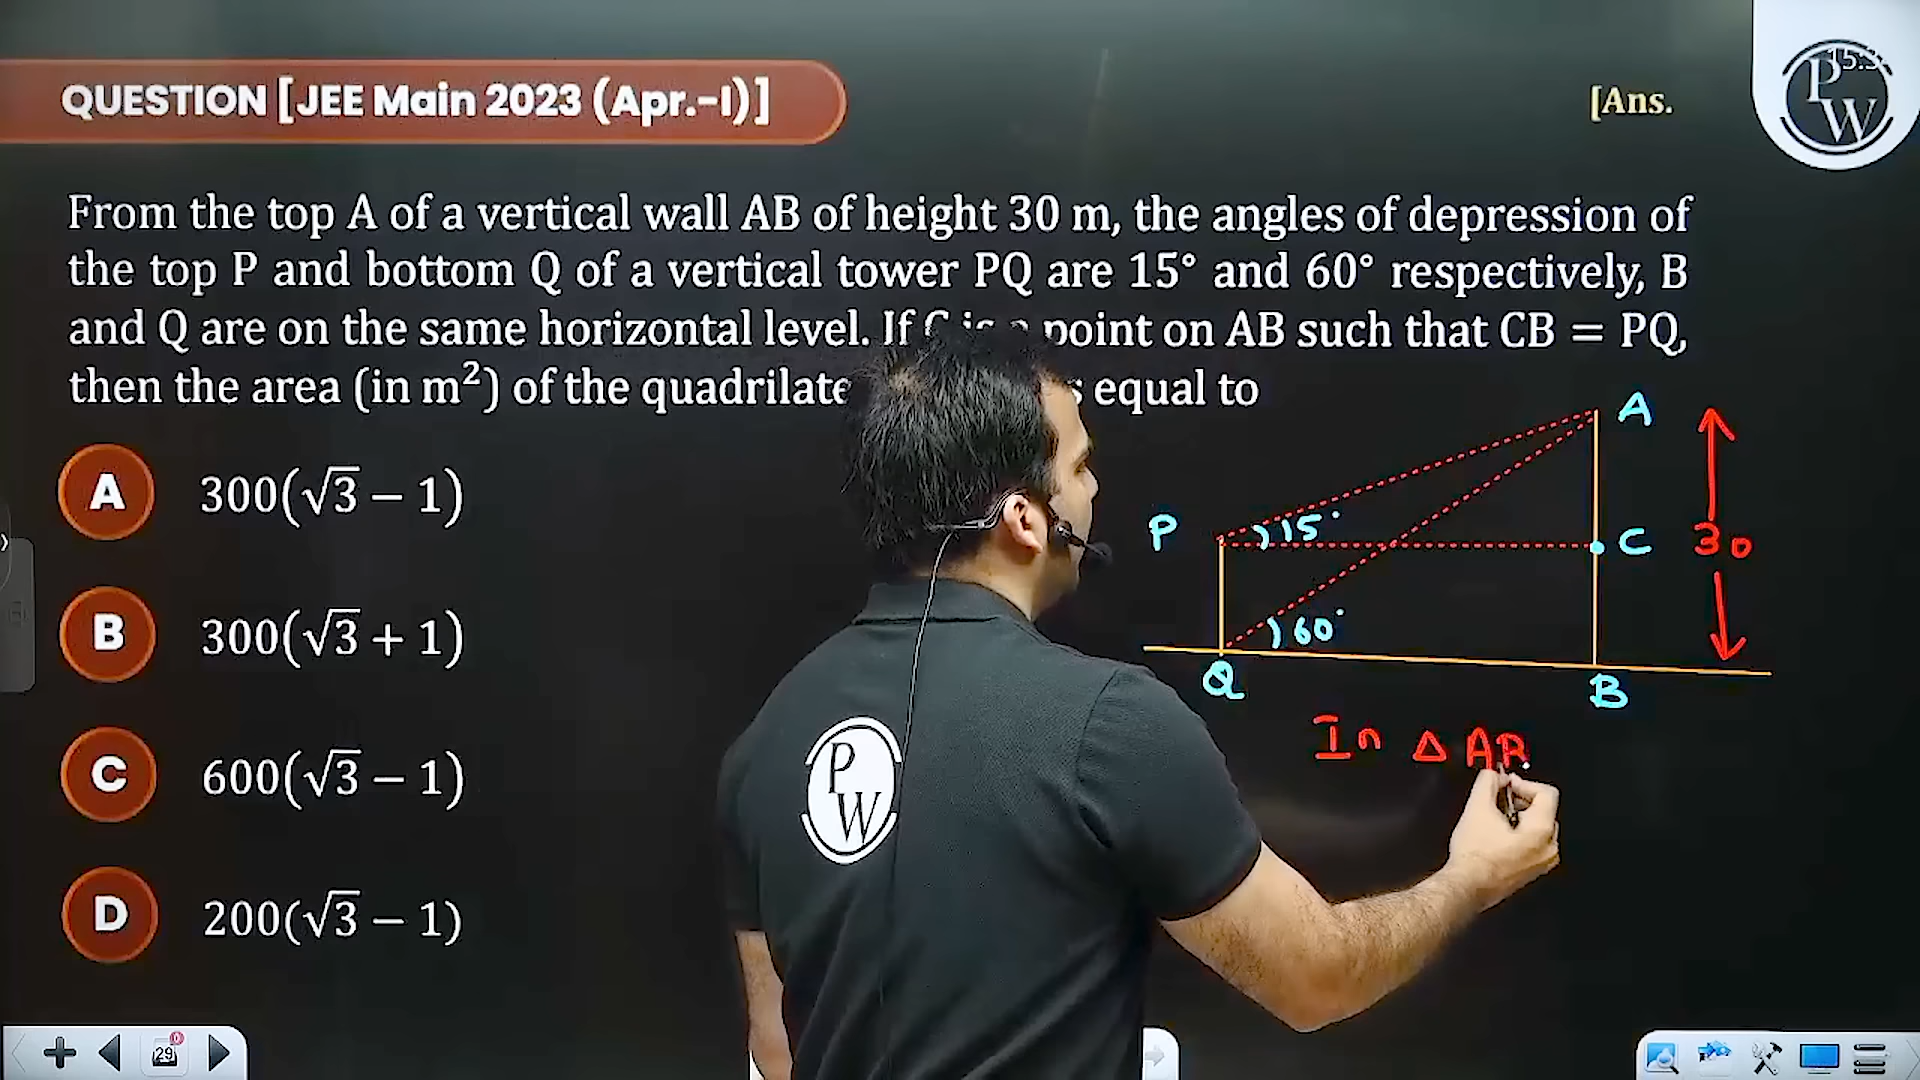 QUESTION [JEE Main 2023 (Apr.-I)]
[Ans.
P
W
From the top A of a vertical wall AB of height 30 m, the angles of depression of
the top P and bottom Q of a vertical tower PQ are 15° and 60° respectively, B
and Q are on the same horizontal level. If point on AB such that CB = PQ,
then the area (in m²) of the equal to
A 300(√3 − 1)
B 300(√3 + 1)
C 600(√3 − 1)
D 200(√3 − 1)
A
P 15° C 30
60°
Q B
In Δ AB
P
W
29